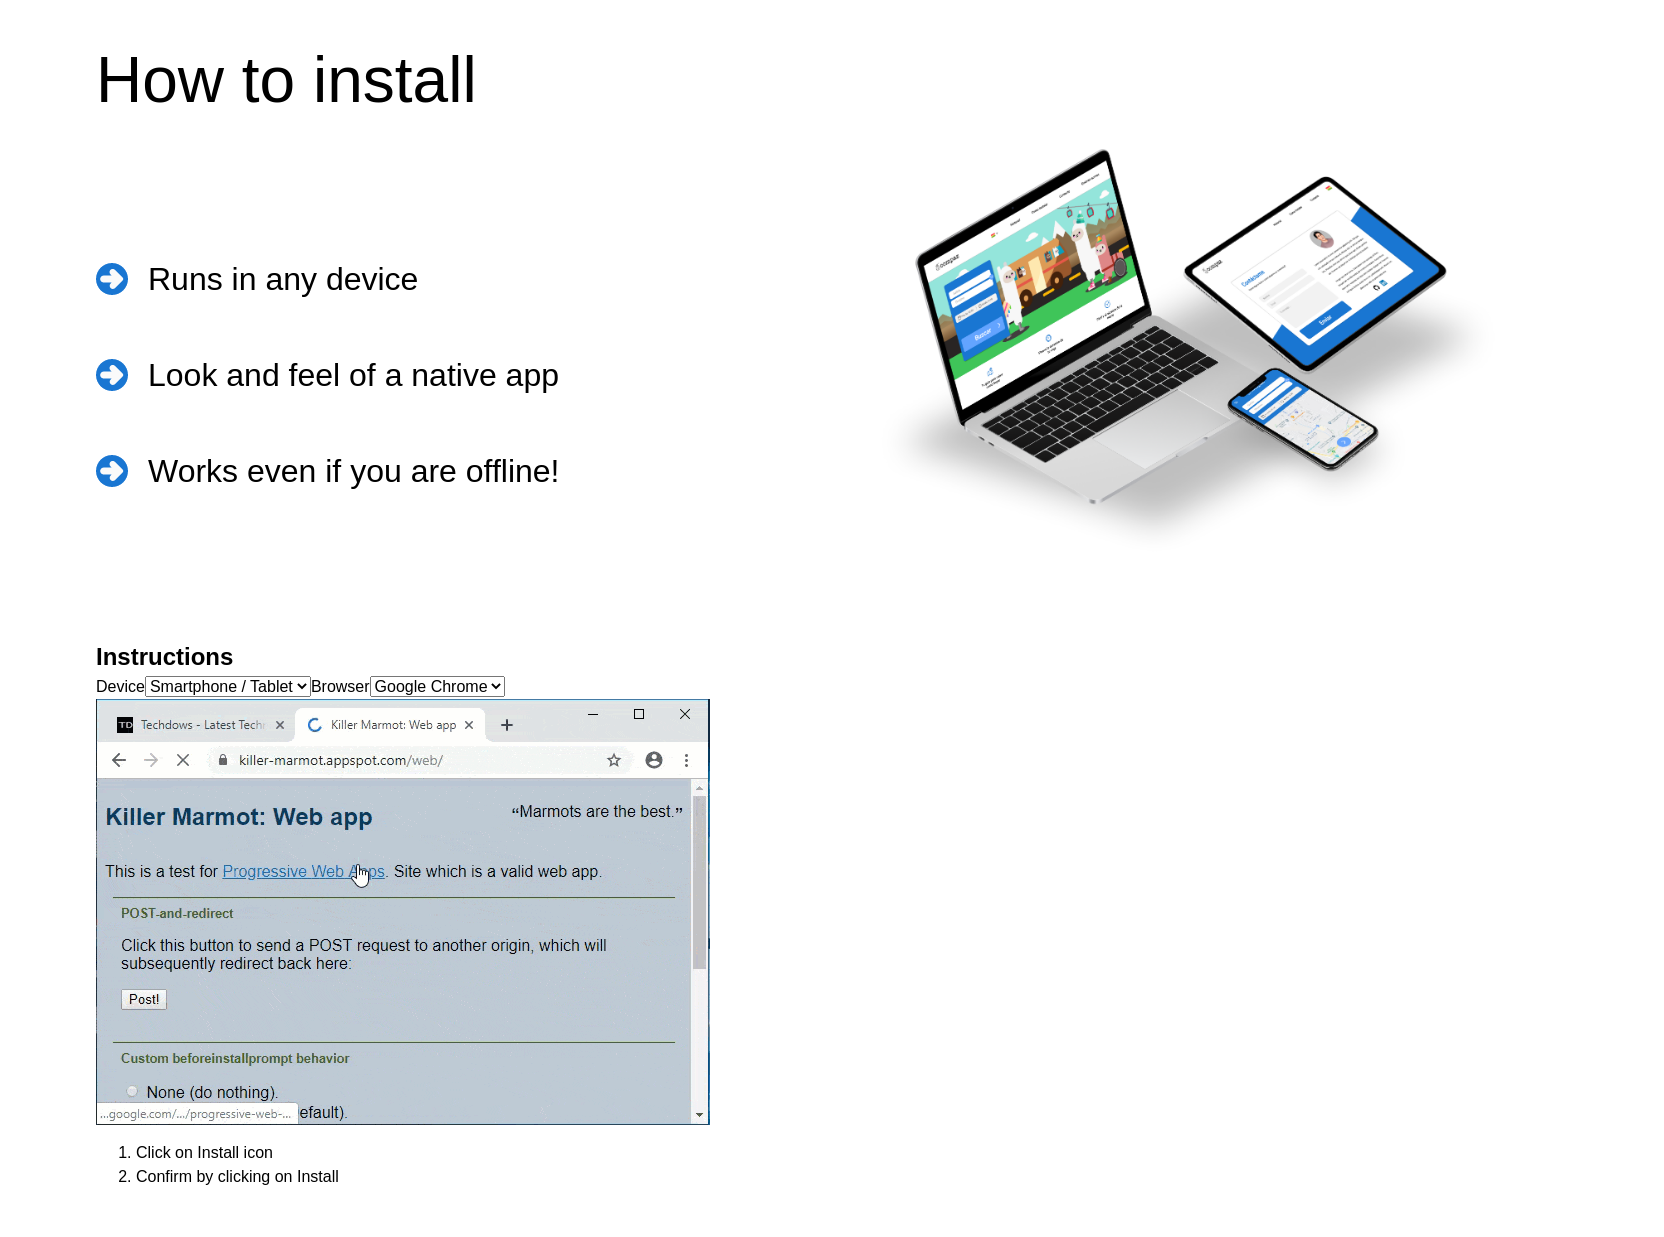 How to install
Runs in any device
Look and feel of a native app
Works even if you are offline!
Buscar
Contáctano
Enviar
Instructions
Device Smartphone / Tablet Browser Google Chrome
Techdows - Latest Techn
Killer Marmot: Web app
killer-marmot.appspot.com/web/
Killer Marmot: Web app
“Marmots are the best.”
This is a test for Progressive Web Apps. Site which is a valid web app.
POST-and-redirect
Click this button to send a POST request to another origin, which will
subsequently redirect back here:
Post!
Custom beforeinstallprompt behavior
None (do nothing).
...google.com/.../progressive-web-... efault).
1. Click on Install icon
2. Confirm by clicking on Install